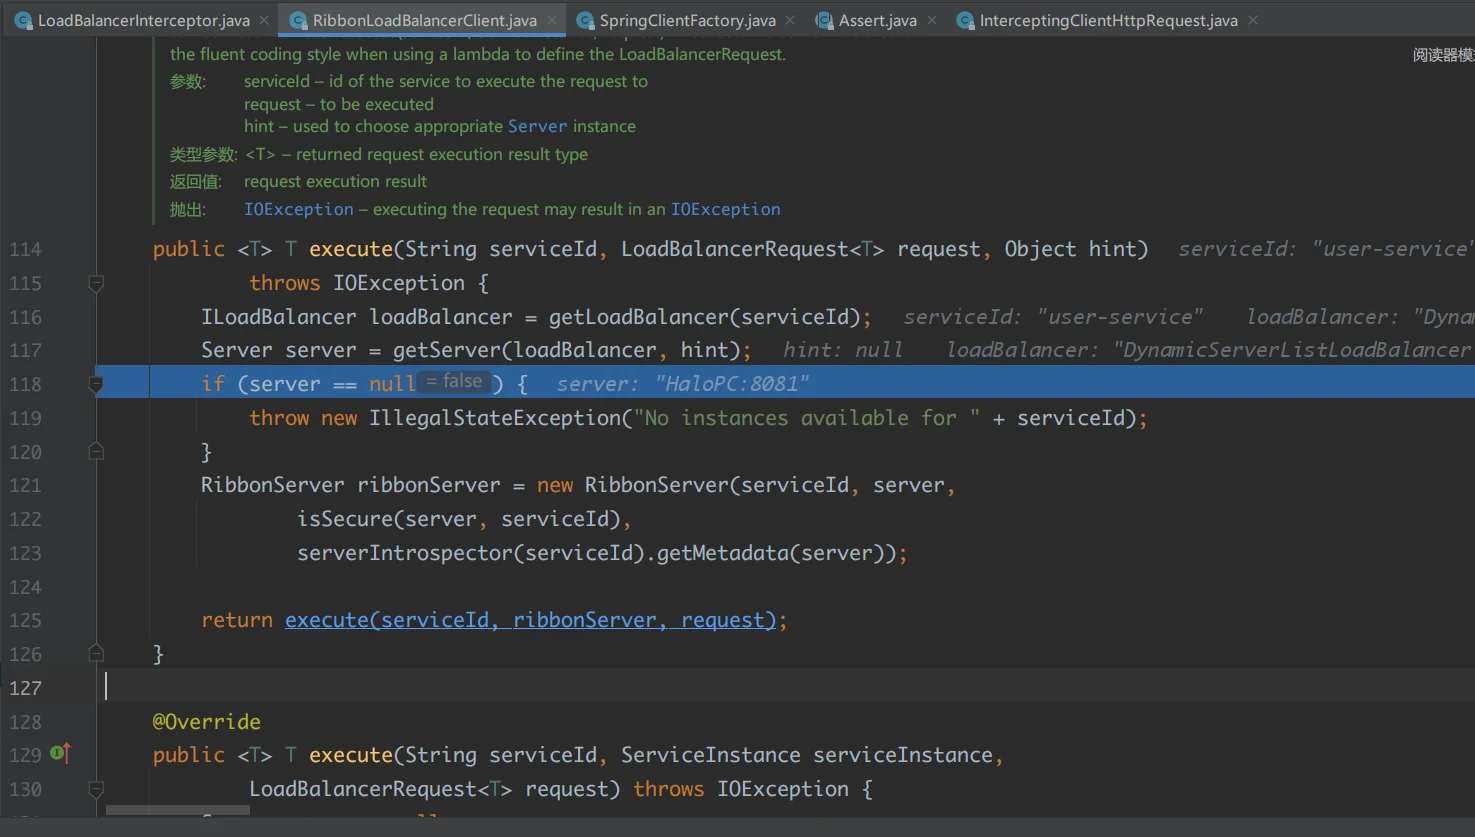 LoadBalancerInterceptor.java × RibbonLoadBalancerClient.java × SpringClientFactory.java × Assert.java × InterceptingClientHttpRequest.java ×
the fluent coding style when using a lambda to define the LoadBalancerRequest.
阅读器模式
参数: serviceId – id of the service to execute the request to
request – to be executed
hint – used to choose appropriate Server instance
类型参数: <T> – returned request execution result type
返回值: request execution result
抛出: IOException – executing the request may result in an IOException
114 public <T> T execute(String serviceId, LoadBalancerRequest<T> request, Object hint) serviceId: "user-service"
115 throws IOException {
116 ILoadBalancer loadBalancer = getLoadBalancer(serviceId); serviceId: "user-service" loadBalancer: "Dynam
117 Server server = getServer(loadBalancer, hint); hint: null loadBalancer: "DynamicServerListLoadBalancer
118 if (server == null = false ) { server: "HaloPC:8081"
119 throw new IllegalStateException("No instances available for " + serviceId);
120 }
121 RibbonServer ribbonServer = new RibbonServer(serviceId, server,
122 isSecure(server, serviceId),
123 serverIntrospector(serviceId).getMetadata(server));
124
125 return execute(serviceId, ribbonServer, request);
126 }
127
128 @Override
129 public <T> T execute(String serviceId, ServiceInstance serviceInstance,
130 LoadBalancerRequest<T> request) throws IOException {